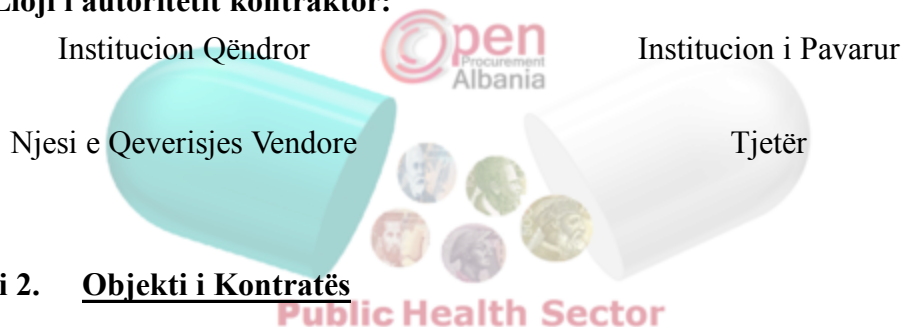 Lloji i autoritetit kontraktor:
Institucion Qëndror
Open
Procurement
Albania
Institucion i Pavarur
Njesi e Qeverisjes Vendore
Tjetër
i 2. Objekti i Kontratës
Public Health Sector